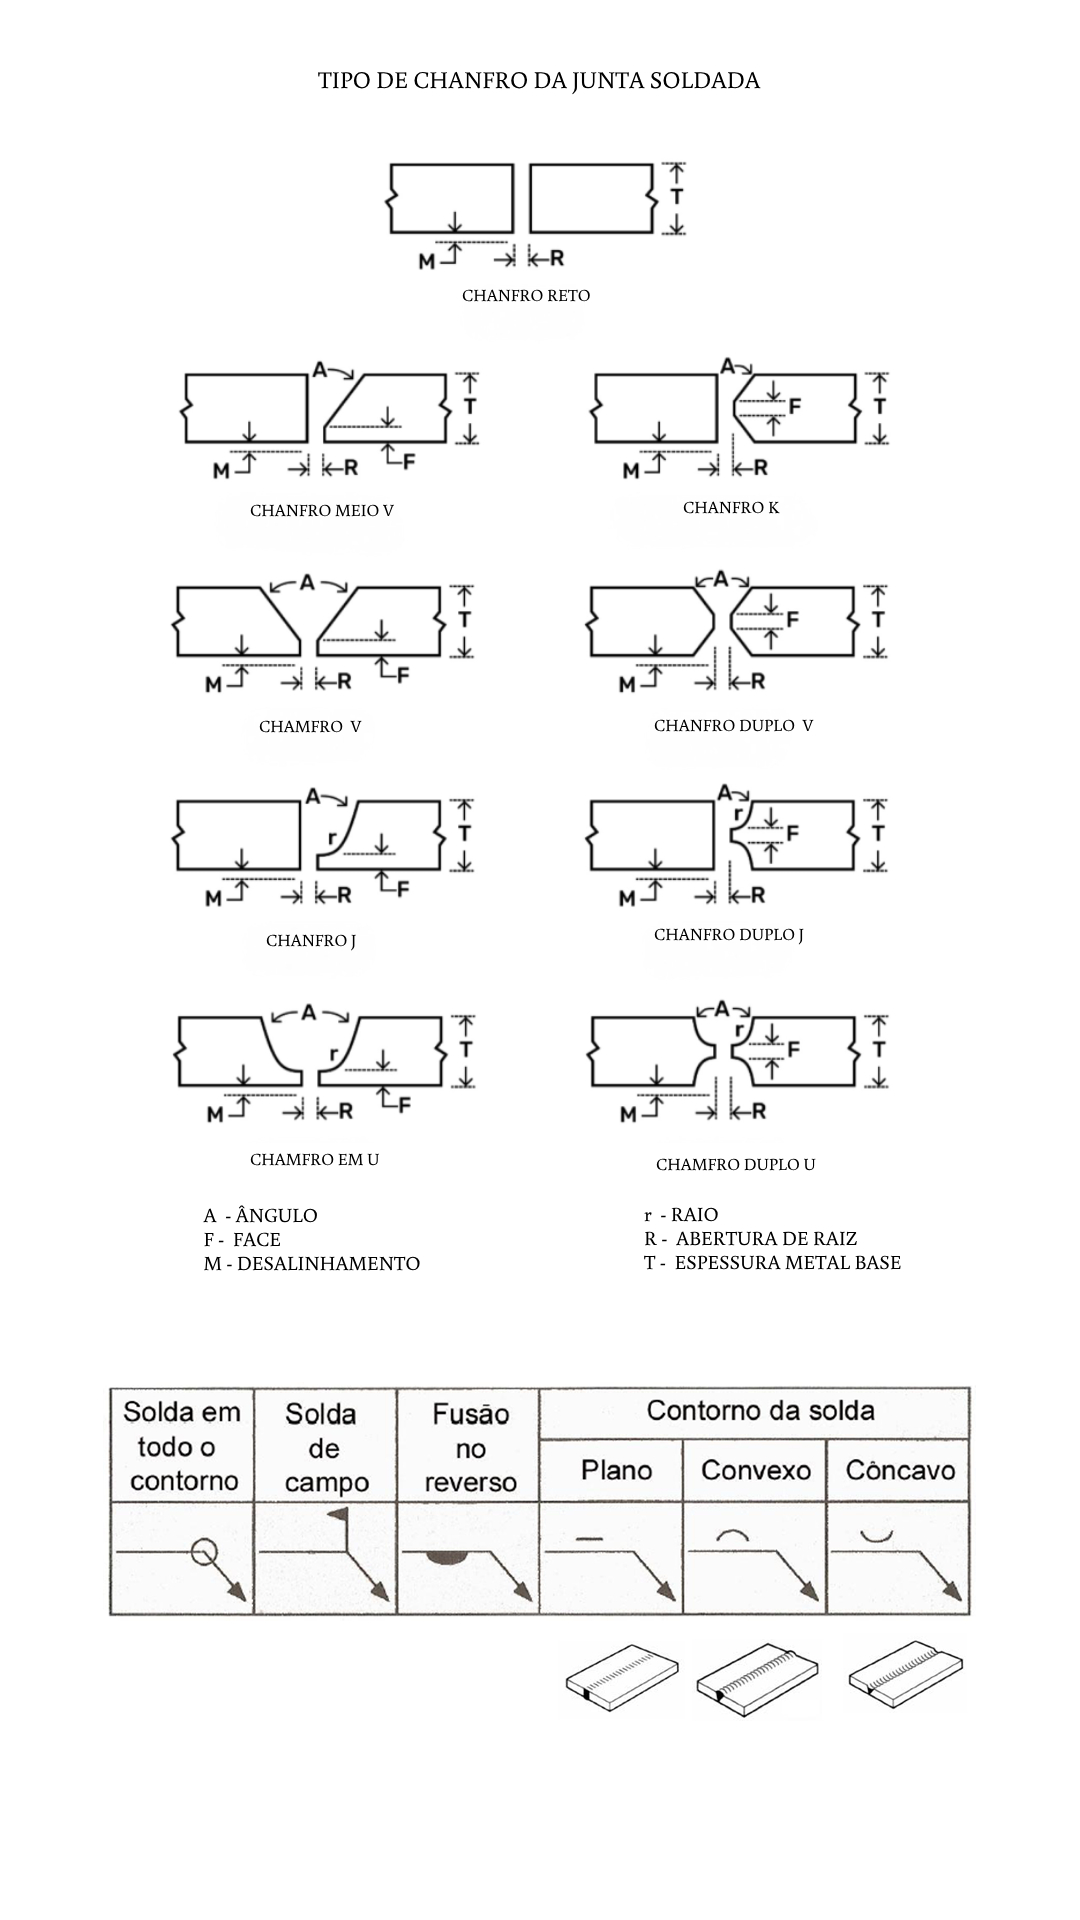 TIPO DE CHANFRO DA JUNTA SOLDADA
T
M R
CHANFRO RETO
A T
M R F
CHANFRO MEIO V
A F T
M R
CHANFRO K
A T
M R F
CHAMFRO V
A F T
M R
CHANFRO DUPLO V
A r T
M R F
CHANFRO J
A r F T
M R
CHANFRO DUPLO J
A r T
M R F
CHAMFRO EM U
A r F T
M R
CHAMFRO DUPLO U
A - ÂNGULO
F - FACE
M - DESALINHAMENTO
r - RAIO
R - ABERTURA DE RAIZ
T - ESPESSURA METAL BASE
Solda em
todo o
contorno
Solda
de
campo
Fusão
no
reverso
Contorno da solda
Plano
Convexo
Côncavo